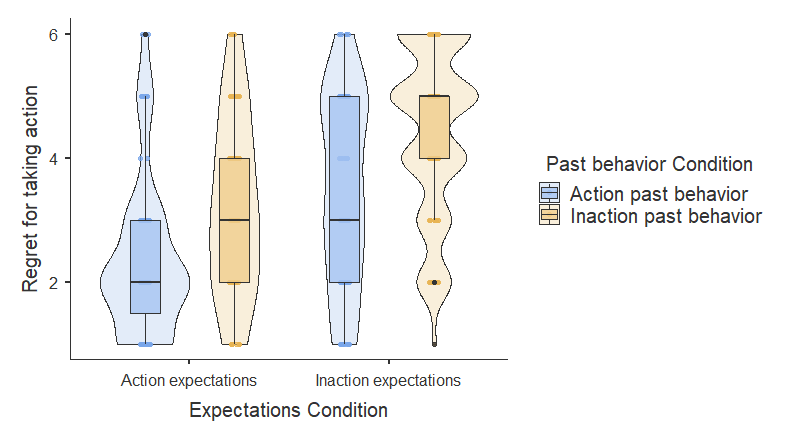 Regret for taking action
6
4
2
Action expectations
Inaction expectations
Expectations Condition
Past behavior Condition
Action past behavior
Inaction past behavior